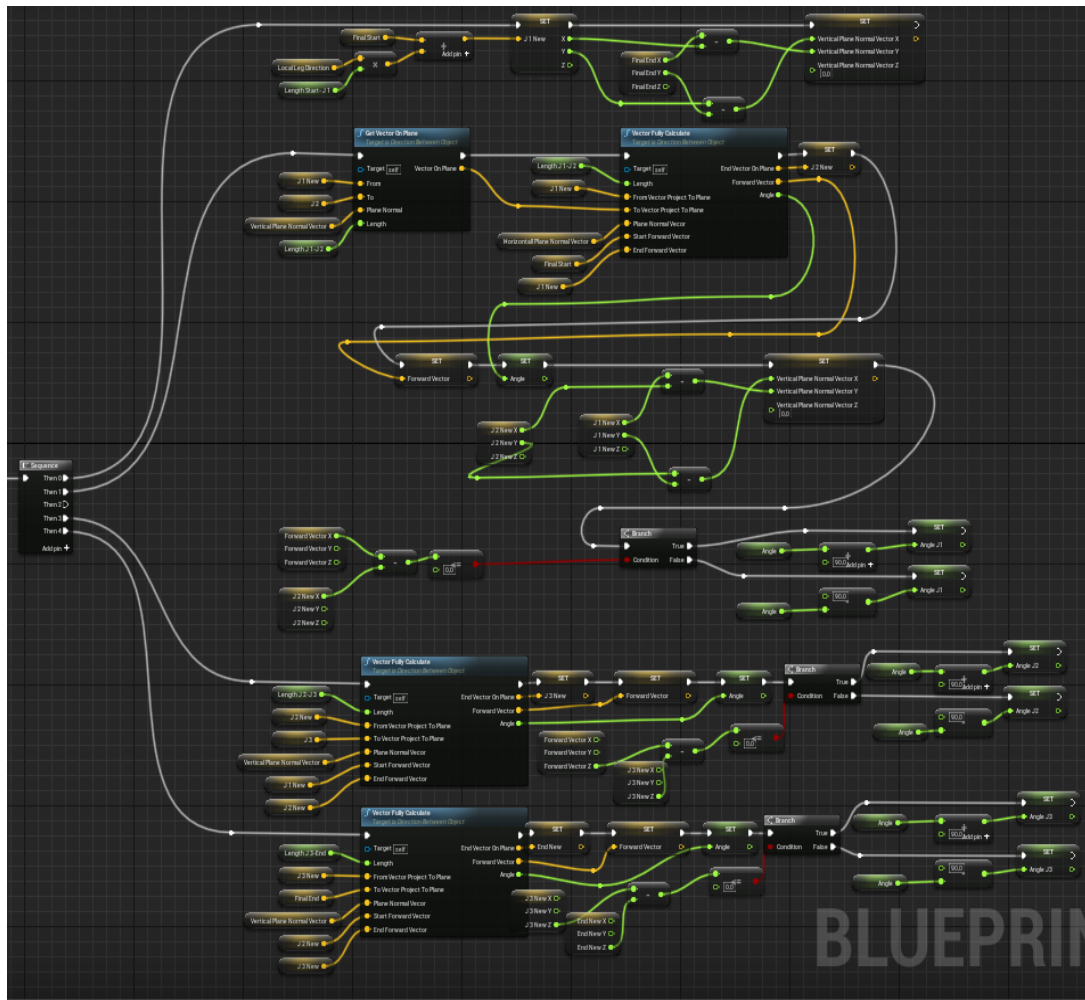 SET
Final Start
J1 New
X
Y
Z
+
Add pin +
Local Leg Direction
×
Length Start-J1
Final End X
Final End Y
Final End Z
-
-
SET
Vertical Plane Normal Vector X
Vertical Plane Normal Vector Y
Vertical Plane Normal Vector Z
0,0
Get Vector On Plane
Target is Direction Between Object
Target self
Vector On Plane
From
To
Plane Normal
Length
J1 New
J2
Vertical Plane Normal Vector
Length J1-J2
Vector Fully Calculate
Target is Direction Between Object
Target self
End Vector On Plane
Forward Vector
Length
Angle
From Vector Project To Plane
To Vector Project To Plane
Plane Normal Vecor
Start Forward Vector
End Forward Vector
Length J1-J2
J1 New
Horizontall Plane Normal Vector
Final Start
J1 New
SET
J2 New
SET
Forward Vector
SET
Angle
SET
Vertical Plane Normal Vector X
Vertical Plane Normal Vector Y
Vertical Plane Normal Vector Z
0,0
-
J2 New X
J2 New Y
J2 New Z
J1 New X
J1 New Y
J1 New Z
-
Sequence
Then 0
Then 1
Then 2
Then 3
Then 4
Add pin +
Forward Vector X
Forward Vector Y
Forward Vector Z
-
0,0 <=
J2 New X
J2 New Y
J2 New Z
Branch
True
Condition
False
Angle
+
90,0
Add pin +
SET
Angle J1
Angle
90,0
-
SET
Angle J1
Vector Fully Calculate
Target is Direction Between Object
Target self
End Vector On Plane
Forward Vector
Length
Angle
From Vector Project To Plane
To Vector Project To Plane
Plane Normal Vecor
Start Forward Vector
End Forward Vector
Length J2-J3
J2 New
J3
Vertical Plane Normal Vector
J1 New
J2 New
SET
J3 New
SET
Forward Vector
SET
Angle
Forward Vector X
Forward Vector Y
Forward Vector Z
-
0,0 <=
J3 New X
J3 New Y
J3 New Z
Branch
True
Condition
False
Angle
+
90,0
Add pin +
SET
Angle J2
Angle
90,0
-
SET
Angle J2
Vector Fully Calculate
Target is Direction Between Object
Target self
End Vector On Plane
Forward Vector
Length
Angle
From Vector Project To Plane
To Vector Project To Plane
Plane Normal Vecor
Start Forward Vector
End Forward Vector
Length J3-End
J3 New
Final End
Vertical Plane Normal Vector
J2 New
J3 New
SET
End New
SET
Forward Vector
SET
Angle
J3 New X
J3 New Y
J3 New Z
-
0,0 <=
End New X
End New Y
End New Z
Branch
True
Condition
False
Angle
+
90,0
Add pin +
SET
Angle J3
Angle
90,0
-
SET
Angle J3
BLUEPRIN